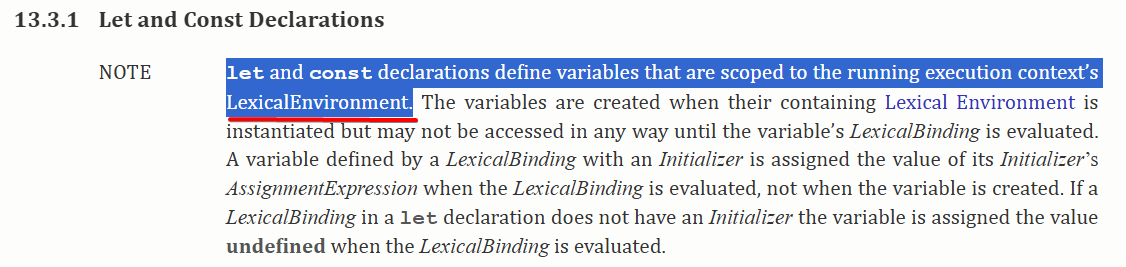 13.3.1 Let and Const Declarations
NOTE let and const declarations define variables that are scoped to the running execution context’s
LexicalEnvironment. The variables are created when their containing Lexical Environment is
instantiated but may not be accessed in any way until the variable’s LexicalBinding is evaluated.
A variable defined by a LexicalBinding with an Initializer is assigned the value of its Initializer’s
AssignmentExpression when the LexicalBinding is evaluated, not when the variable is created. If a
LexicalBinding in a let declaration does not have an Initializer the variable is assigned the value
undefined when the LexicalBinding is evaluated.